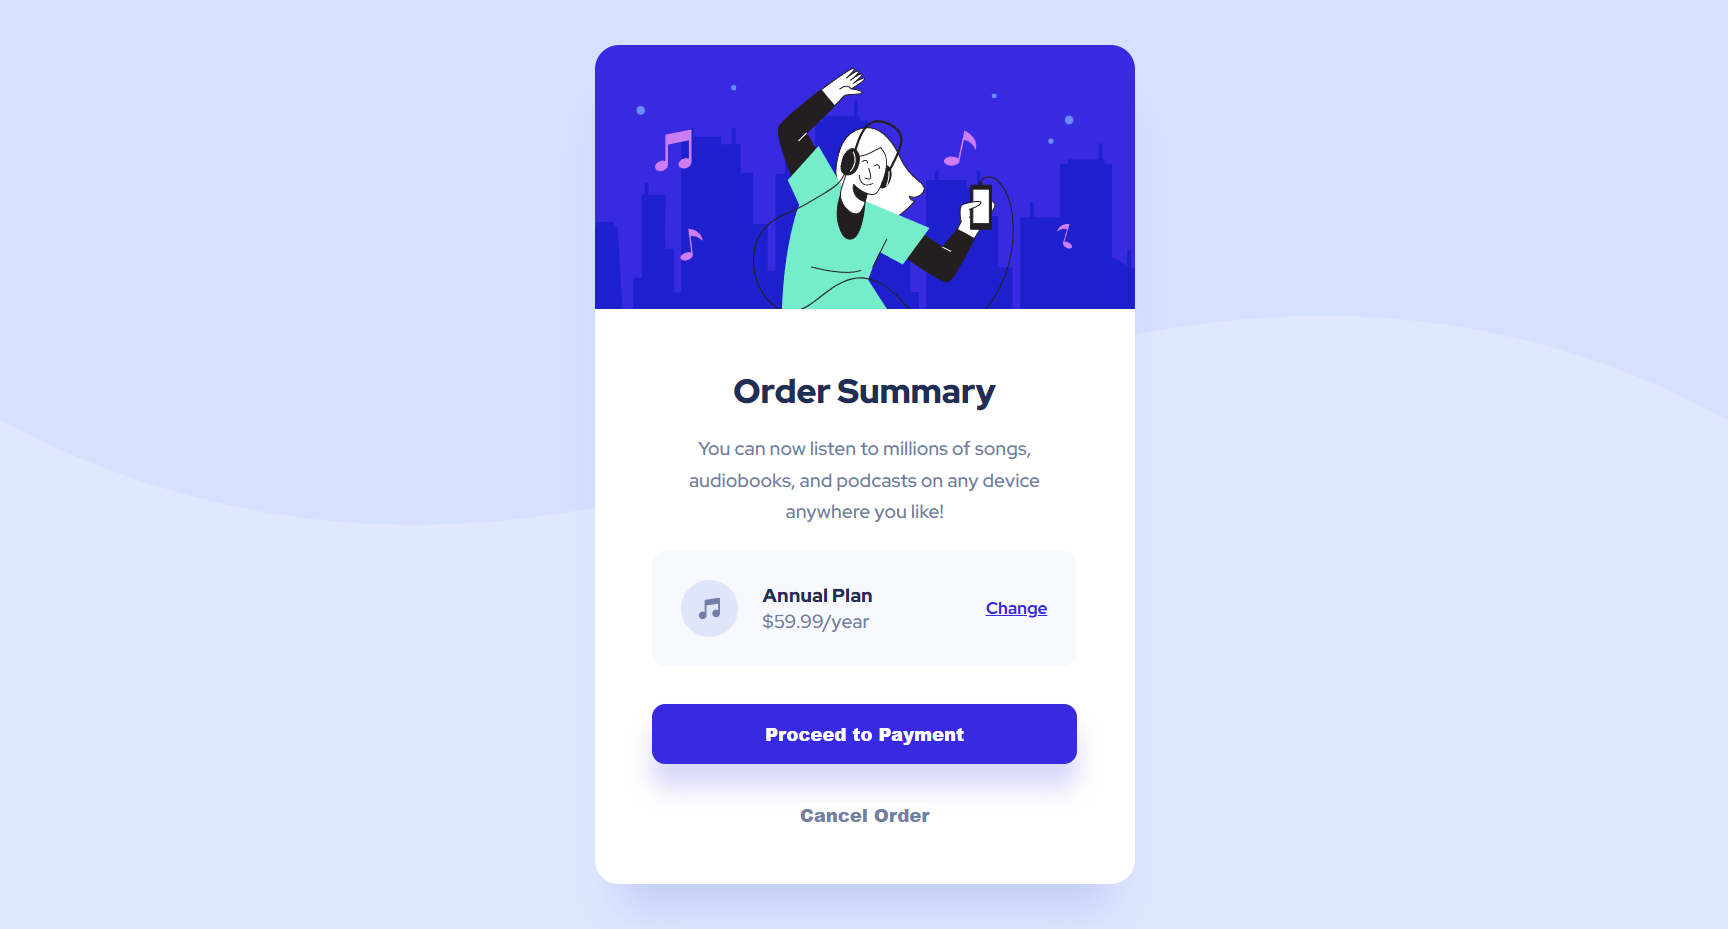 Order Summary
You can now listen to millions of songs,
audiobooks, and podcasts on any device
anywhere you like!
Annual Plan
$59.99/year
Change
Proceed to Payment
Cancel Order